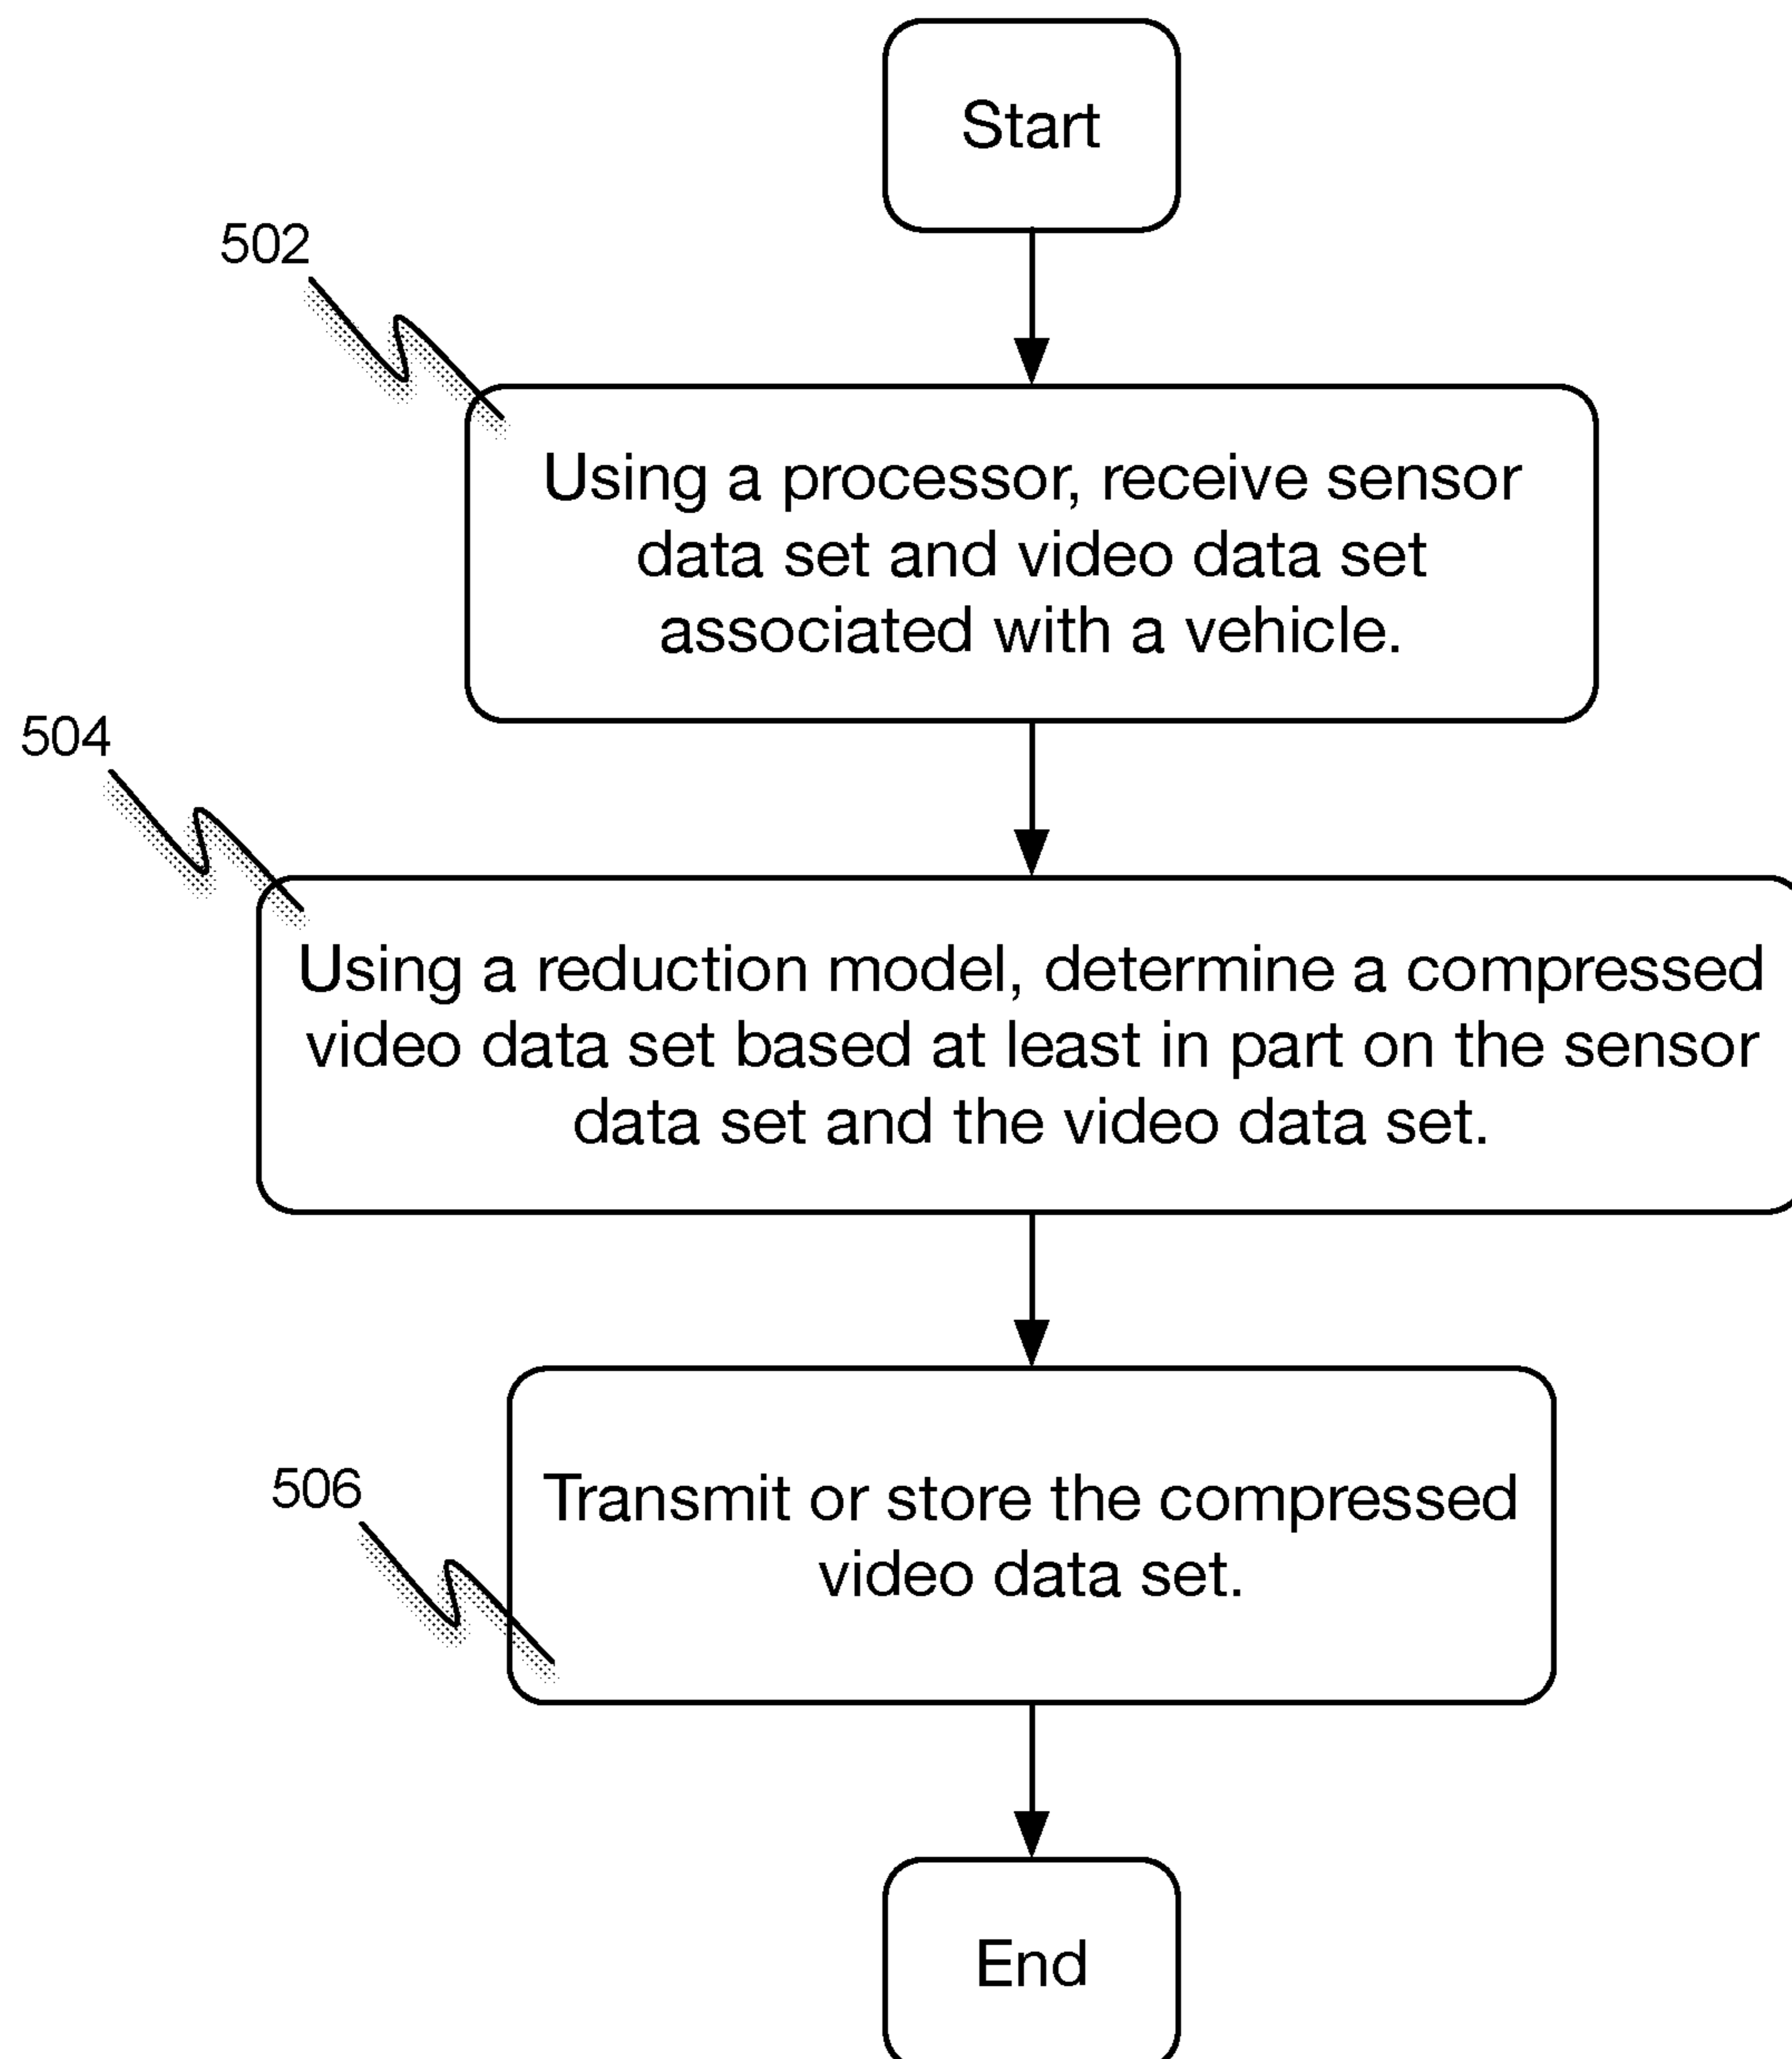 Start
502
Using a processor, receive sensor
data set and video data set
associated with a vehicle.
504
Using a reduction model, determine a compressed
video data set based at least in part on the sensor
data set and the video data set.
506
Transmit or store the compressed
video data set.
End